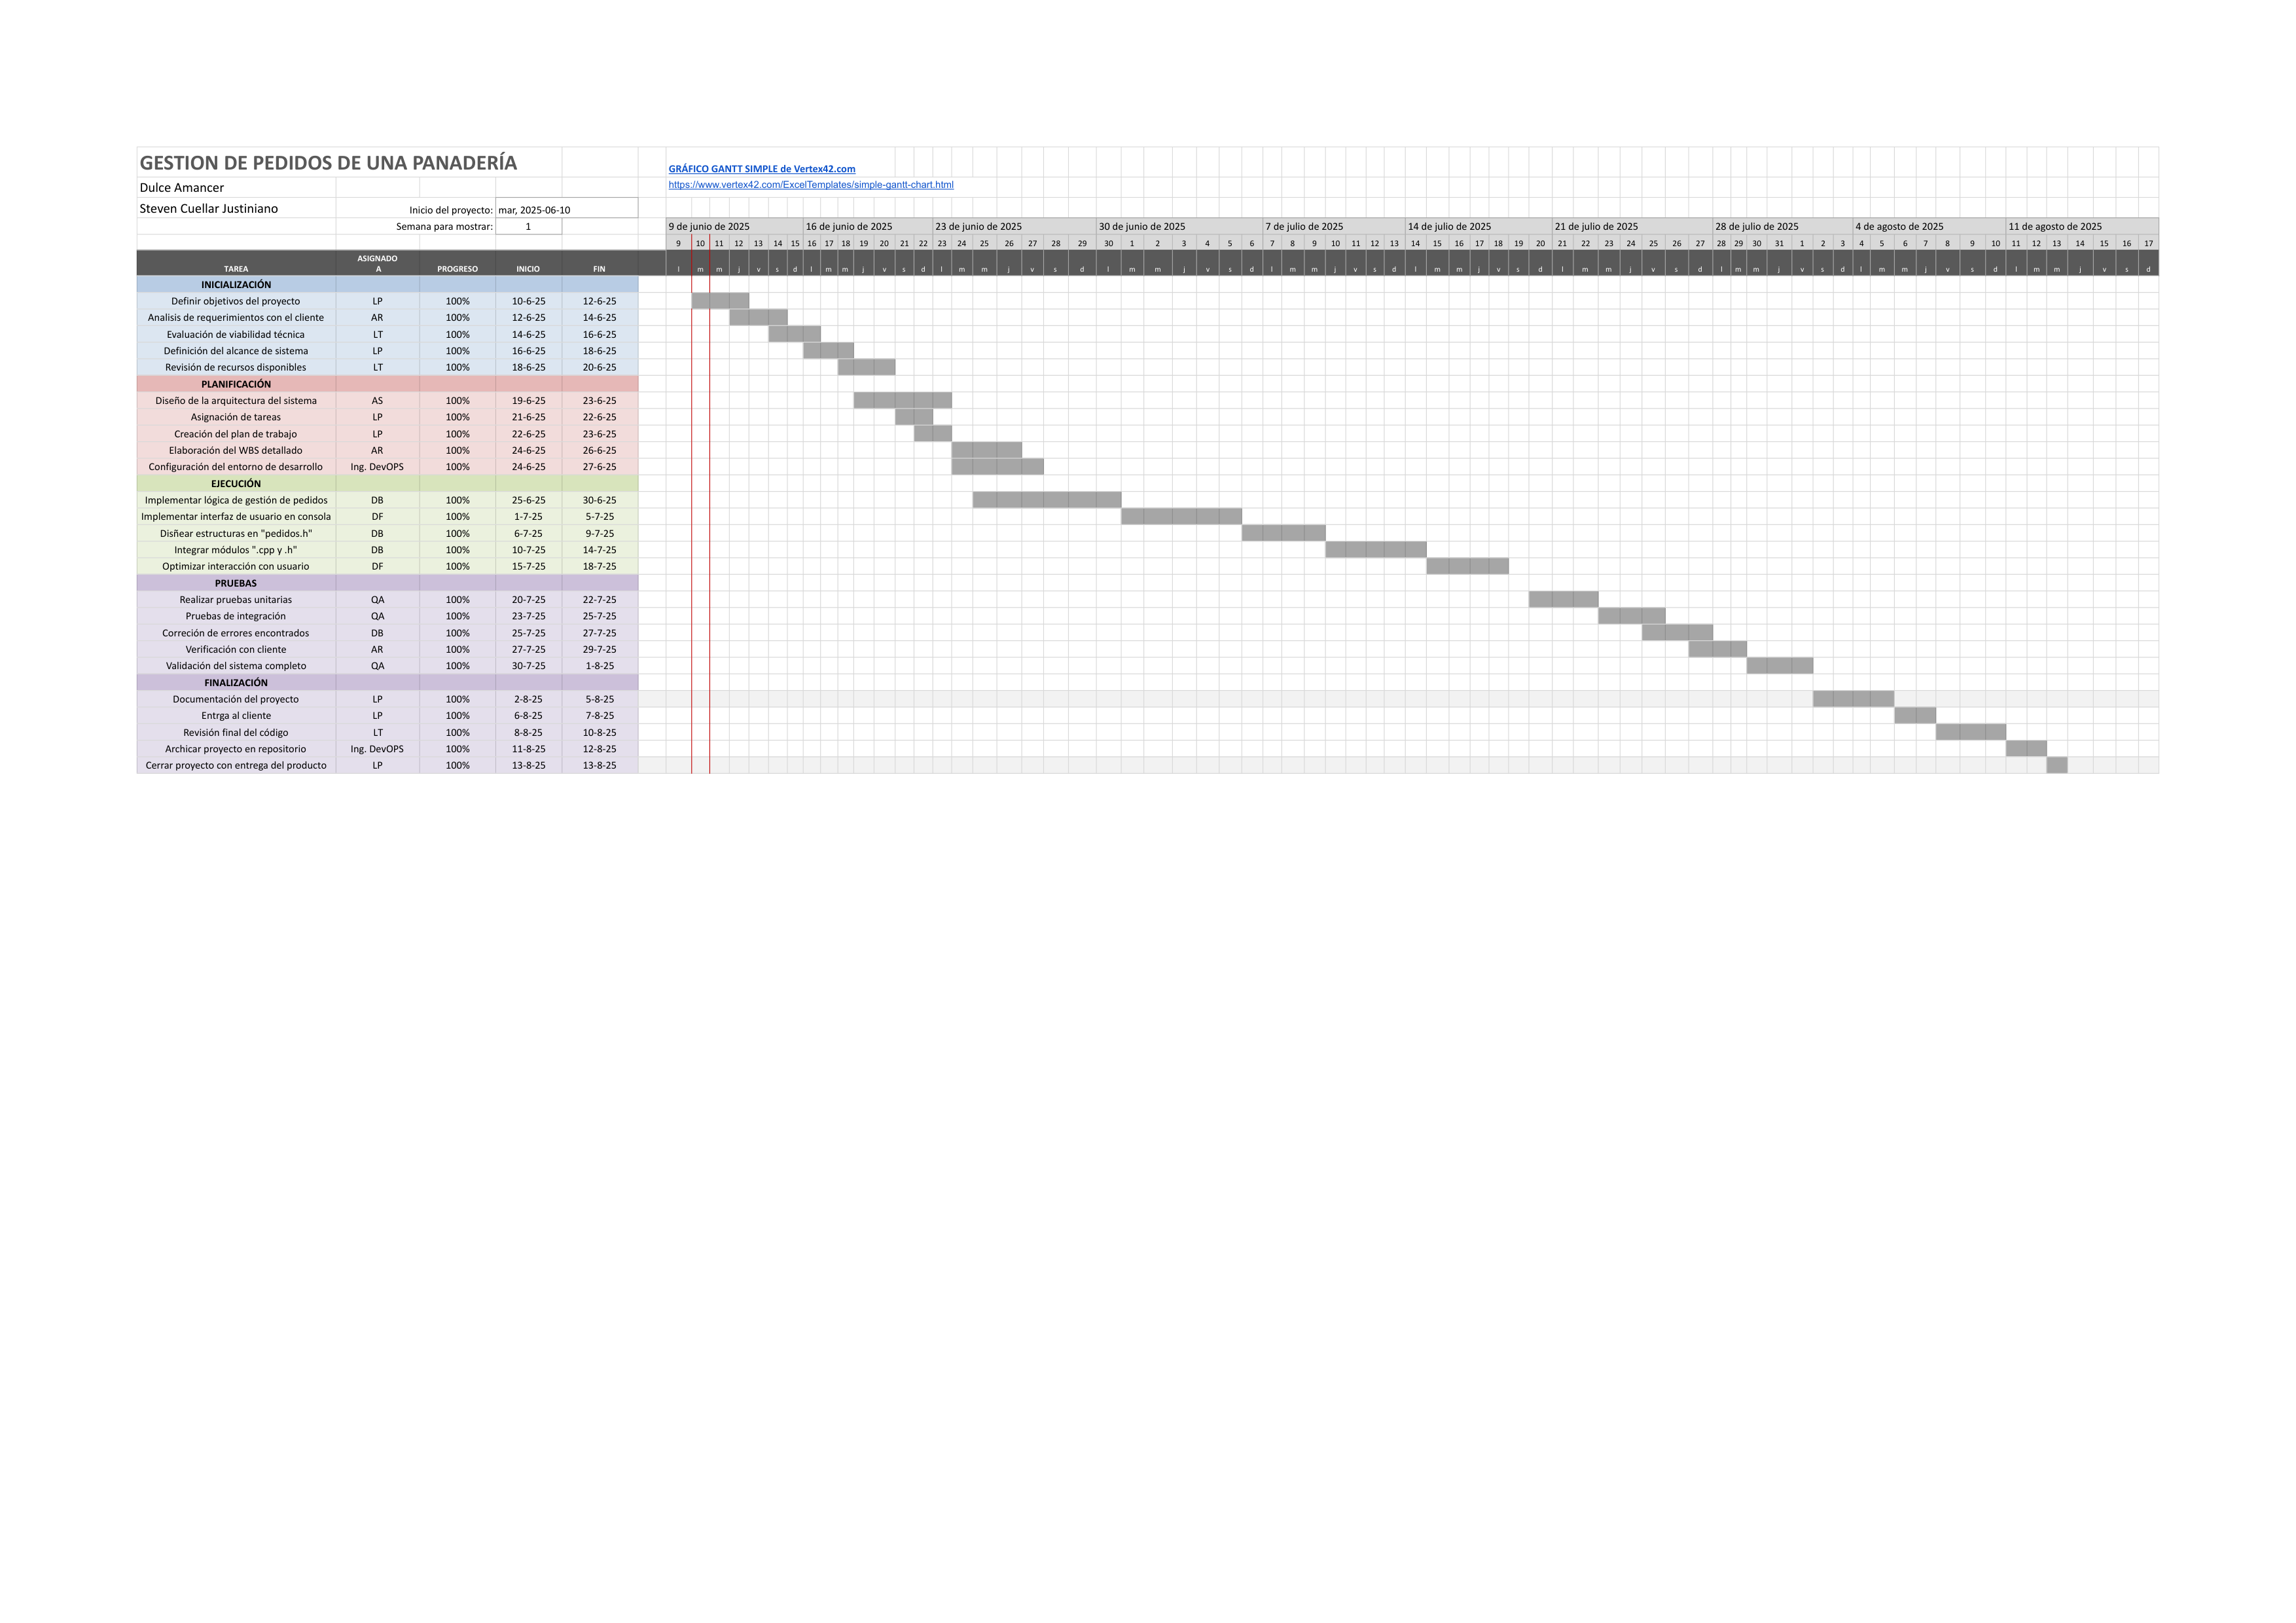 GESTION DE PEDIDOS DE UNA PANADERÍA
GRÁFICO GANTT SIMPLE de Vertex42.com
Dulce Amancer
https://www.vertex42.com/ExcelTemplates/simple-gantt-chart.html
Steven Cuellar Justiniano Inicio del proyecto: mar, 2025-06-10
Semana para mostrar: 1 9 de junio de 2025 16 de junio de 2025 23 de junio de 2025 30 de junio de 2025 7 de julio de 2025 14 de julio de 2025 21 de julio de 2025 28 de julio de 2025 4 de agosto de 2025 11 de agosto de 2025
9 10 11 12 13 14 15 16 17 18 19 20 21 22 23 24 25 26 27 28 29 30 1 2 3 4 5 6 7 8 9 10 11 12 13 14 15 16 17 18 19 20 21 22 23 24 25 26 27 28 29 30 31 1 2 3 4 5 6 7 8 9 10 11 12 13 14 15 16 17
TAREA ASIGNADO A PROGRESO INICIO FIN l m m j v s d l m m j v s d l m m j v s d l m m j v s d l m m j v s d l m m j v s d l m m j v s d l m m j v s d l m m j v s d l m m j v s d
INICIALIZACIÓN
Definir objetivos del proyecto LP 100% 10-6-25 12-6-25
Analisis de requerimientos con el cliente AR 100% 12-6-25 14-6-25
Evaluación de viabilidad técnica LT 100% 14-6-25 16-6-25
Definición del alcance de sistema LP 100% 16-6-25 18-6-25
Revisión de recursos disponibles LT 100% 18-6-25 20-6-25
PLANIFICACIÓN
Diseño de la arquitectura del sistema AS 100% 19-6-25 23-6-25
Asignación de tareas LP 100% 21-6-25 22-6-25
Creación del plan de trabajo LP 100% 22-6-25 23-6-25
Elaboración del WBS detallado AR 100% 24-6-25 26-6-25
Configuración del entorno de desarrollo Ing. DevOPS 100% 24-6-25 27-6-25
EJECUCIÓN
Implementar lógica de gestión de pedidos DB 100% 25-6-25 30-6-25
Implementar interfaz de usuario en consola DF 100% 1-7-25 5-7-25
Disñear estructuras en "pedidos.h" DB 100% 6-7-25 9-7-25
Integrar módulos ".cpp y .h" DB 100% 10-7-25 14-7-25
Optimizar interacción con usuario DF 100% 15-7-25 18-7-25
PRUEBAS
Realizar pruebas unitarias QA 100% 20-7-25 22-7-25
Pruebas de integración QA 100% 23-7-25 25-7-25
Correción de errores encontrados DB 100% 25-7-25 27-7-25
Verificación con cliente AR 100% 27-7-25 29-7-25
Validación del sistema completo QA 100% 30-7-25 1-8-25
FINALIZACIÓN
Documentación del proyecto LP 100% 2-8-25 5-8-25
Entrga al cliente LP 100% 6-8-25 7-8-25
Revisión final del código LT 100% 8-8-25 10-8-25
Archicar proyecto en repositorio Ing. DevOPS 100% 11-8-25 12-8-25
Cerrar proyecto con entrega del producto LP 100% 13-8-25 13-8-25